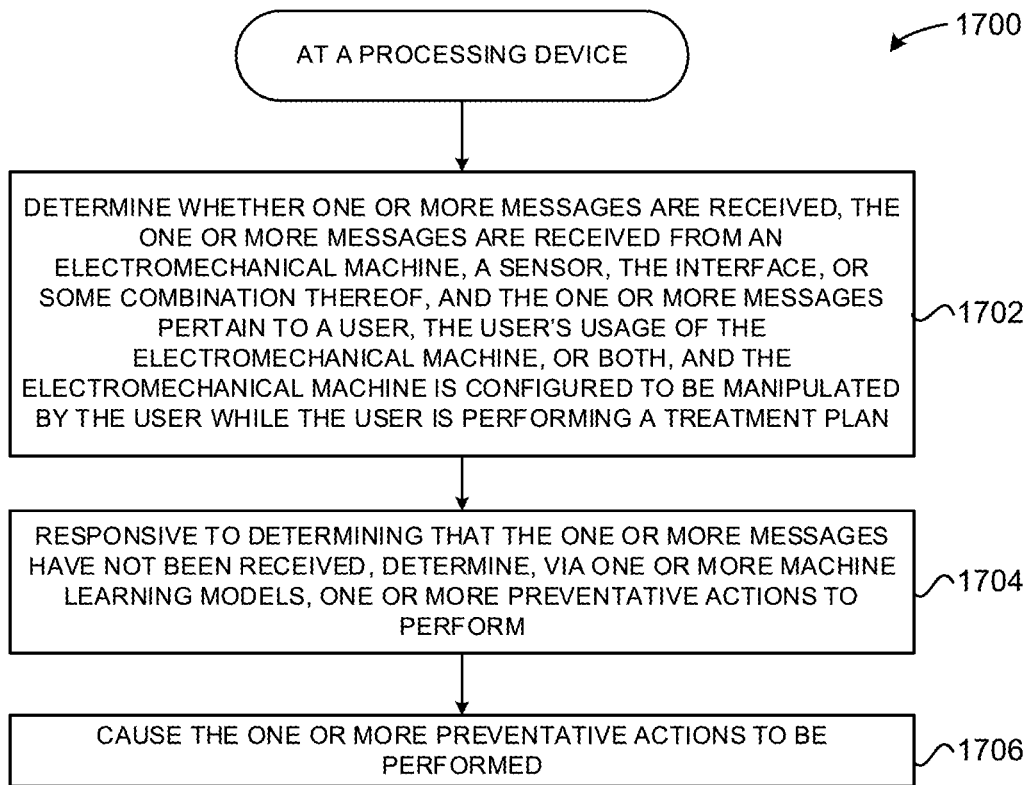 1700
AT A PROCESSING DEVICE
DETERMINE WHETHER ONE OR MORE MESSAGES ARE RECEIVED, THE
ONE OR MORE MESSAGES ARE RECEIVED FROM AN
ELECTROMECHANICAL MACHINE, A SENSOR, THE INTERFACE, OR
SOME COMBINATION THEREOF, AND THE ONE OR MORE MESSAGES
PERTAIN TO A USER, THE USER'S USAGE OF THE
ELECTROMECHANICAL MACHINE, OR BOTH, AND THE
ELECTROMECHANICAL MACHINE IS CONFIGURED TO BE MANIPULATED
BY THE USER WHILE THE USER IS PERFORMING A TREATMENT PLAN
1702
RESPONSIVE TO DETERMINING THAT THE ONE OR MORE MESSAGES
HAVE NOT BEEN RECEIVED, DETERMINE, VIA ONE OR MORE MACHINE
LEARNING MODELS, ONE OR MORE PREVENTATIVE ACTIONS TO
PERFORM
1704
CAUSE THE ONE OR MORE PREVENTATIVE ACTIONS TO BE
PERFORMED
1706